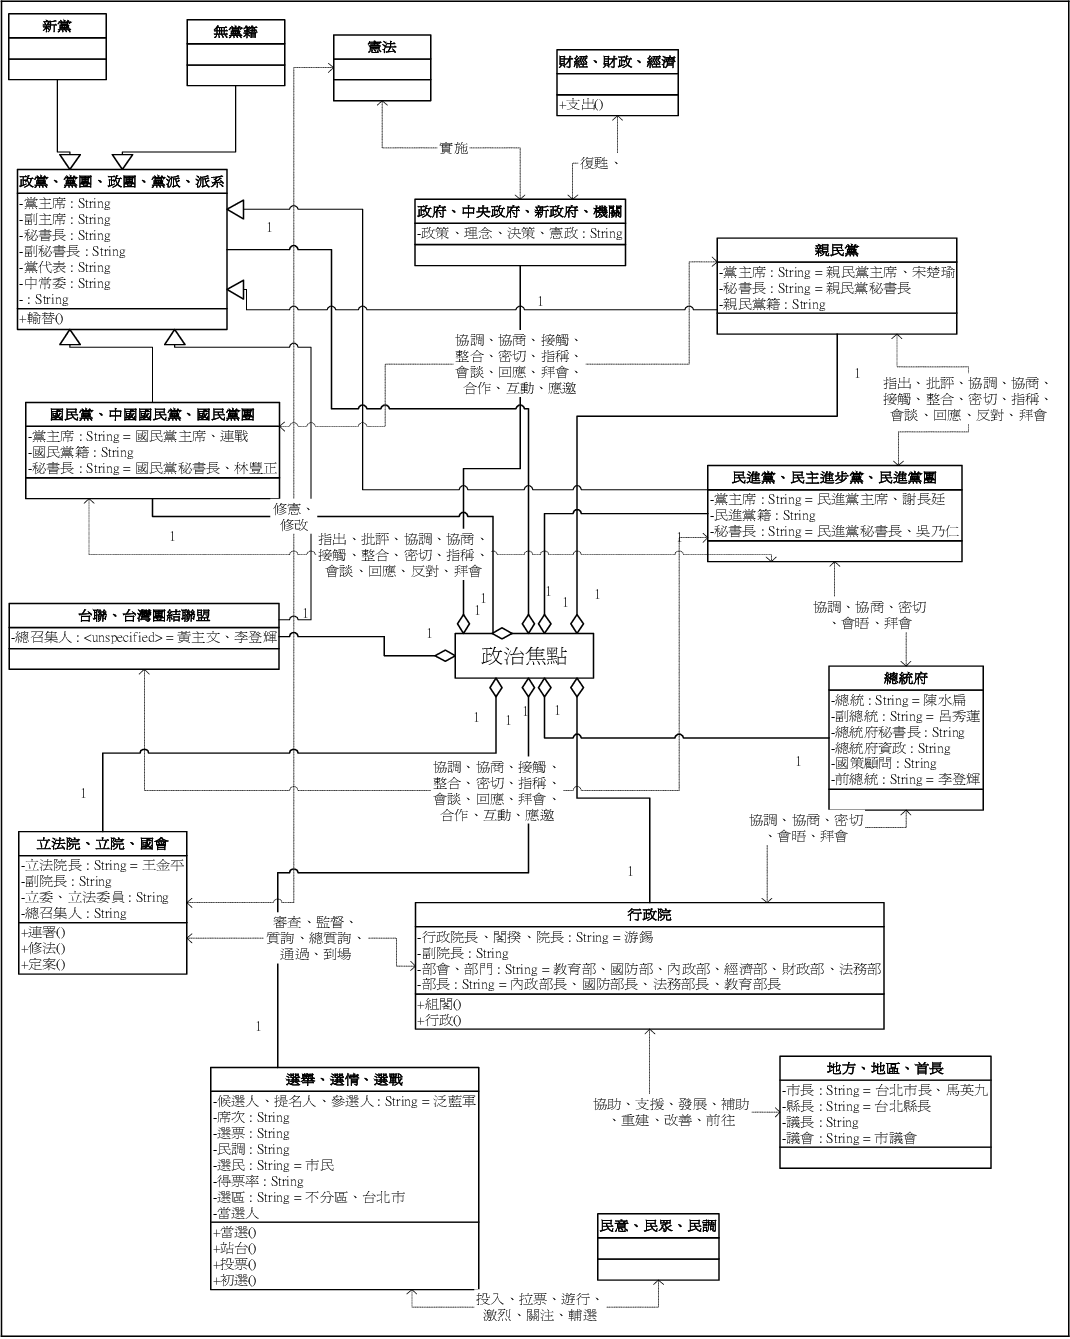 新黨
無黨籍
憲法
財經、財政、經濟
+支出()
實施
復甦、
政黨、黨團、政團、黨派、派系
-黨主席 : String
-副主席 : String
-秘書長 : String
-副秘書長 : String
-黨代表 : String
-中常委 : String
- : String
+輪替()
1
政府、中央政府、新政府、機關
-政策、理念、決策、憲政 : String
親民黨
-黨主席 : String = 親民黨主席、宋楚瑜
-秘書長 : String = 親民黨秘書長
-親民黨籍 : String
1
協調、協商、接觸、
整合、密切、指稱、
會談、回應、拜會、
合作、互動、應邀
1
指出、批評、協調、協商、
接觸、整合、密切、指稱、
會談、回應、反對、拜會
國民黨、中國國民黨、國民黨團
-黨主席 : String = 國民黨主席、連戰
-國民黨籍 : String
-秘書長 : String = 國民黨秘書長、林豐正
民進黨、民主進步黨、民進黨團
-黨主席 : String = 民進黨主席、謝長廷
-民進黨籍 : String
-秘書長 : String = 民進黨秘書長、吳乃仁
修憲、
修改
1
1
指出、批評、協調、協商、
接觸、整合、密切、指稱、
會談、回應、反對、拜會
1
1
1
1
1
協調、協商、密切
、會晤、拜會
台聯、台灣團結聯盟
-總召集人 : <unspecified> = 黃主文、李登輝
1
1
政治焦點
總統府
-總統 : String = 陳水扁
-副總統 : String = 呂秀蓮
-總統府秘書長 : String
-總統府資政 : String
-國策顧問 : String
-前總統 : String = 李登輝
1
1
1
1
1
協調、協商、接觸、
整合、密切、指稱、
會談、回應、拜會、
合作、互動、應邀
1
協調、協商、密切
、會晤、拜會
立法院、立院、國會
-立法院長 : String = 王金平
-副院長 : String
-立委、立法委員 : String
-總召集人 : String
+連署()
+修法()
+定案()
1
審查、監督、
質詢、總質詢、
通過、到場
行政院
-行政院長、閣揆、院長 : String = 游錫
-副院長 : String
-部會、部門 : String = 教育部、國防部、內政部、經濟部、財政部、法務部
-部長 : String = 內政部長、國防部長、法務部長、教育部長
+組閣()
+行政()
1
選舉、選情、選戰
-候選人、提名人、參選人 : String = 泛藍軍
-席次 : String
-選票 : String
-民調 : String
-選民 : String = 市民
-得票率 : String
-選區 : String = 不分區、台北市
-當選人
+當選()
+站台()
+投票()
+初選()
協助、支援、發展、補助
、重建、改善、前往
地方、地區、首長
-市長 : String = 台北市長、馬英九
-縣長 : String = 台北縣長
-議長 : String
-議會 : String = 市議會
民意、民眾、民調
投入、拉票、遊行、
激烈、關注、輔選